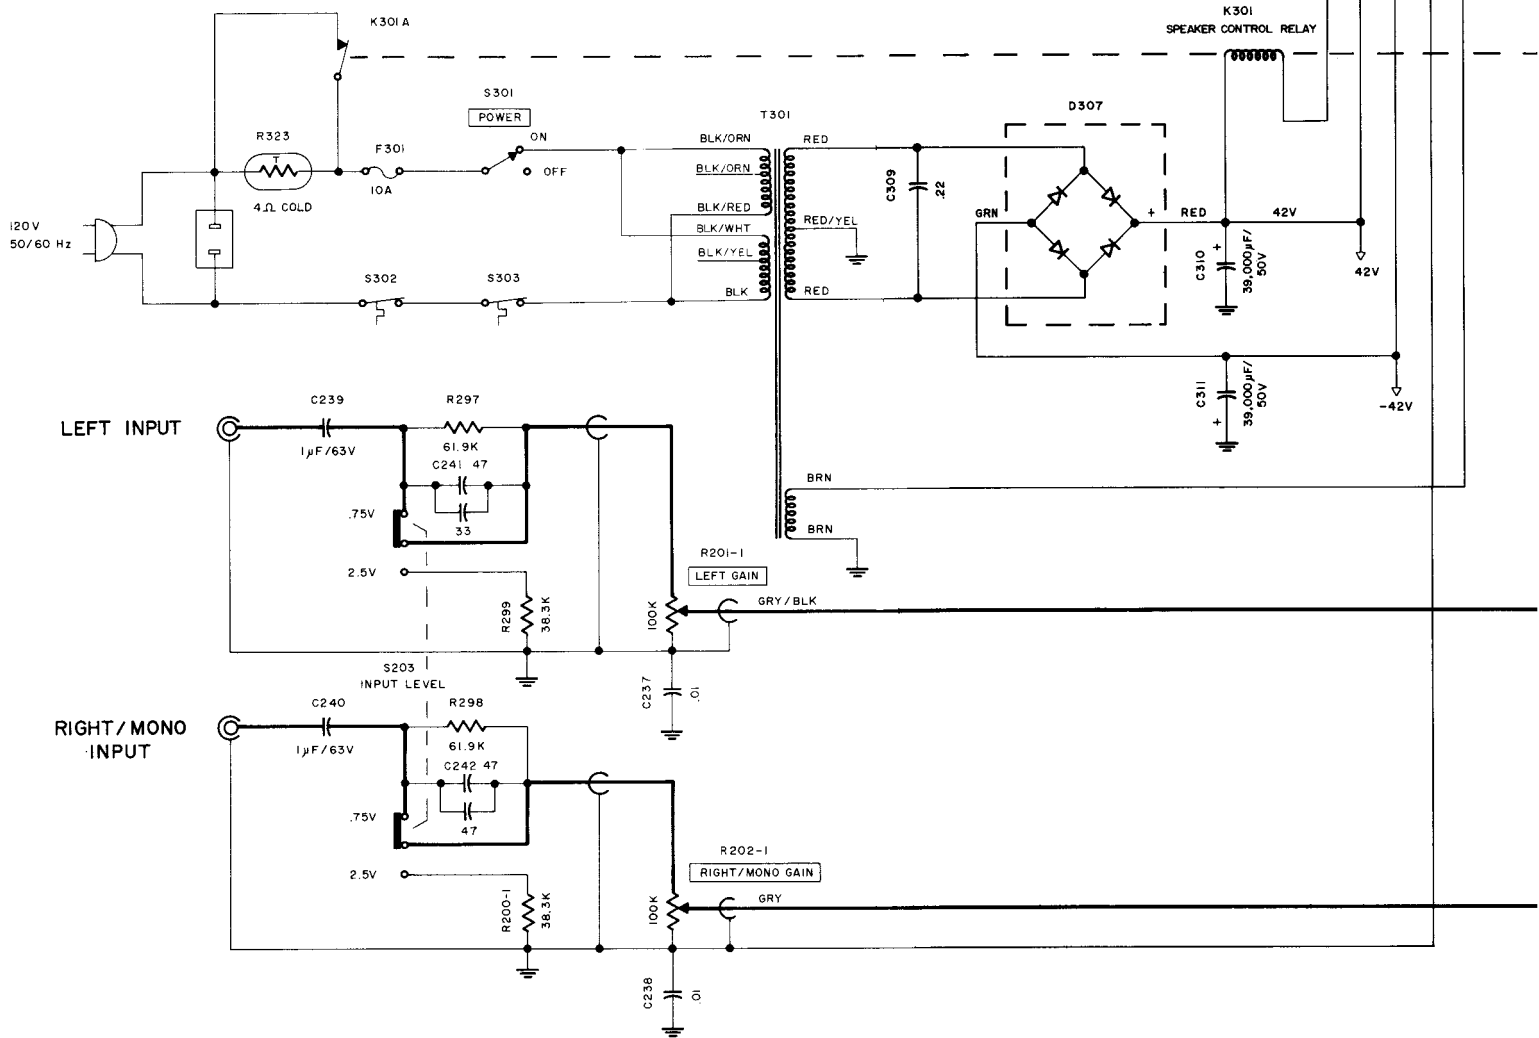 K301A
K301
SPEAKER CONTROL RELAY
S301
POWER
ON
OFF
R323
T
4Ω COLD
F301
10A
120V
50/60 Hz
S302
S303
T301
BLK/ORN
BLK/ORN
BLK/RED
BLK/WHT
BLK/YEL
BLK
RED
RED/YEL
RED
C309
.22
D307
GRN
+
RED
42V
42V
C310
+
39,000µF/
50V
C311
+
39,000µF/
50V
-42V
BRN
BRN
LEFT INPUT
C239
1µF/63V
R297
61.9K
C241 47
33
.75V
2.5V
R299
38.3K
R201-1
LEFT GAIN
100K
GRY/BLK
C237
.01
S203
INPUT LEVEL
RIGHT/MONO
INPUT
C240
1µF/63V
R298
61.9K
C242 47
47
.75V
2.5V
R200-1
38.3K
R202-1
RIGHT/MONO GAIN
100K
GRY
C238
.01